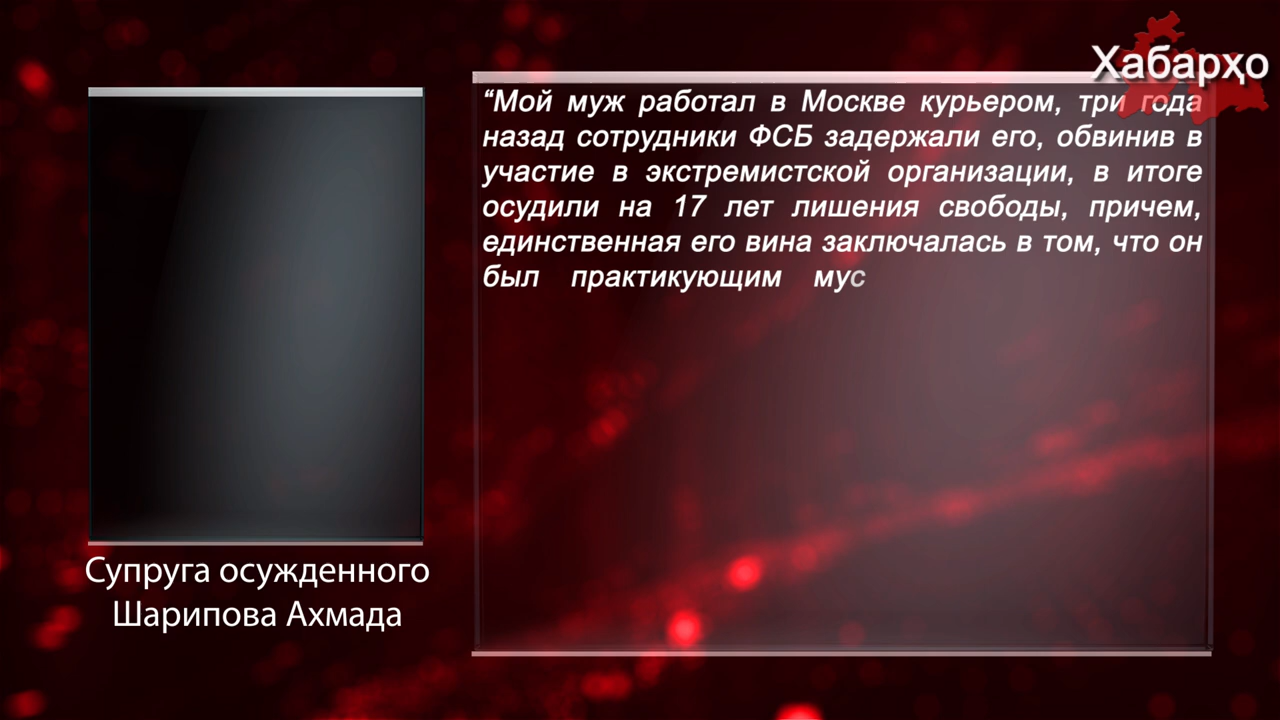 Хабарҳо
“Мой муж работал в Москве курьером, три года
назад сотрудники ФСБ задержали его, обвинив в
участие в экстремистской организации, в итоге
осудили на 17 лет лишения свободы, причем,
единственная его вина заключалась в том, что он
был практикующим мус
Супруга осужденного
Шарипова Ахмада